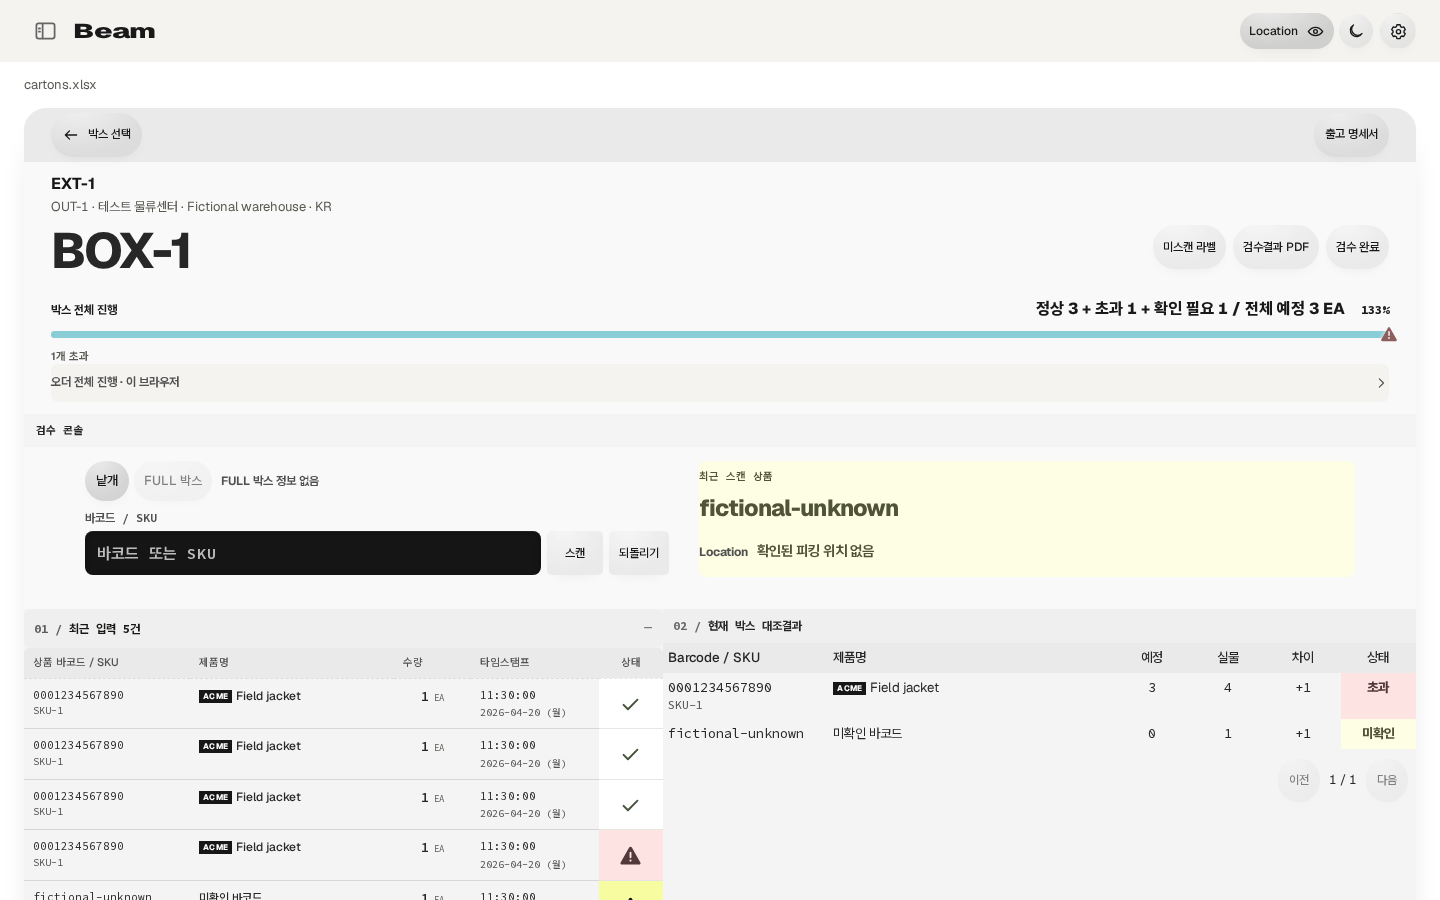 Beam
Location
cartons.xlsx
박스 선택
출고 명세서
EXT-1
OUT-1 · 테스트 물류센터 · Fictional warehouse · KR
BOX-1
미스캔 라벨 검수결과 PDF 검수 완료
박스 전체 진행
정상 3 + 초과 1 + 확인 필요 1 / 전체 예정 3 EA 133%
1개 초과
오더 전체 진행 · 이 브라우저
검수 콘솔
낱개 FULL 박스 FULL 박스 정보 없음
바코드 / SKU
바코드 또는 SKU
스캔 되돌리기
최근 스캔 상품
fictional-unknown
Location 확인된 피킹 위치 없음
01 / 최근 입력 5건 —
상품 바코드 / SKU 제품명 수량 타임스탬프 상태
0001234567890 ACME Field jacket 1 EA 11:30:00
SKU-1 2026-04-20 (월)
0001234567890 ACME Field jacket 1 EA 11:30:00
SKU-1 2026-04-20 (월)
0001234567890 ACME Field jacket 1 EA 11:30:00
SKU-1 2026-04-20 (월)
0001234567890 ACME Field jacket 1 EA 11:30:00
SKU-1 2026-04-20 (월)
fictional-unknown 미확인 바코드 1 EA 11:30:00
02 / 현재 박스 대조결과
Barcode / SKU 제품명 예정 실물 차이 상태
0001234567890 ACME Field jacket 3 4 +1 초과
SKU-1
fictional-unknown 미확인 바코드 0 1 +1 미확인
이전 1 / 1 다음